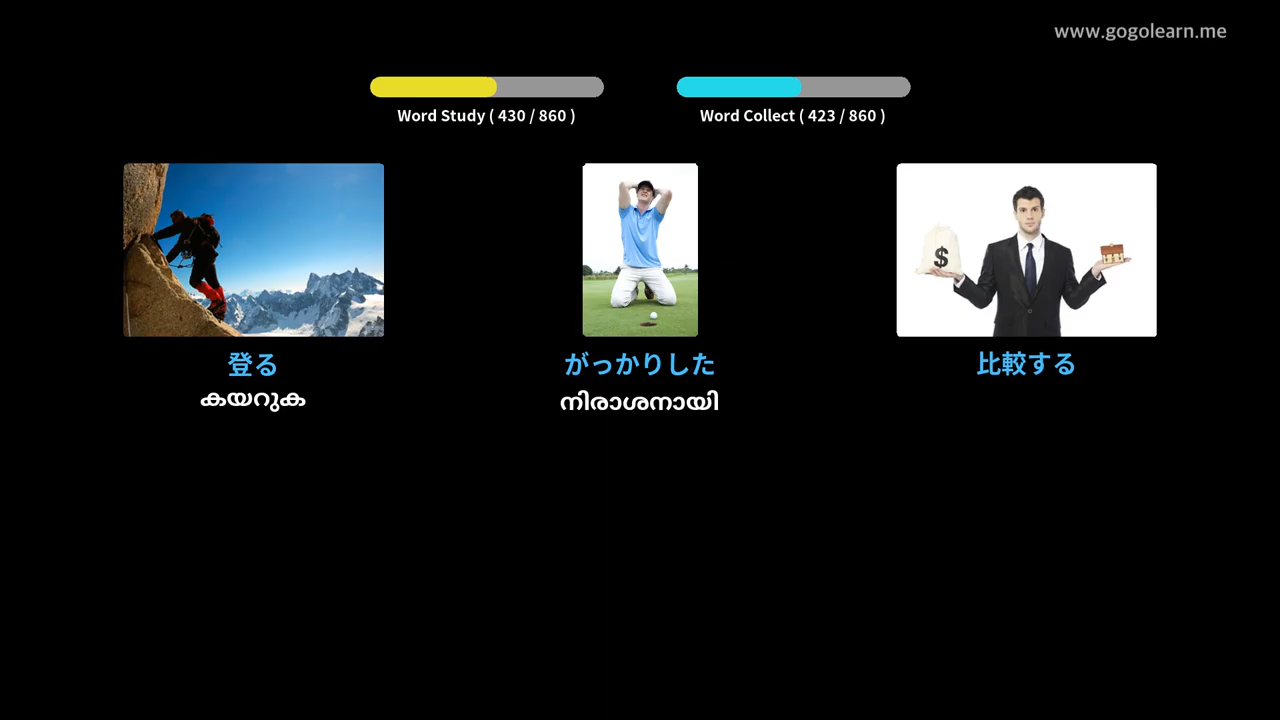 www.gogolearn.me
Word Study ( 430 / 860 )
Word Collect ( 423 / 860 )
$
登る
がっかりした
比較する
കയറുക
നിരാശനായി